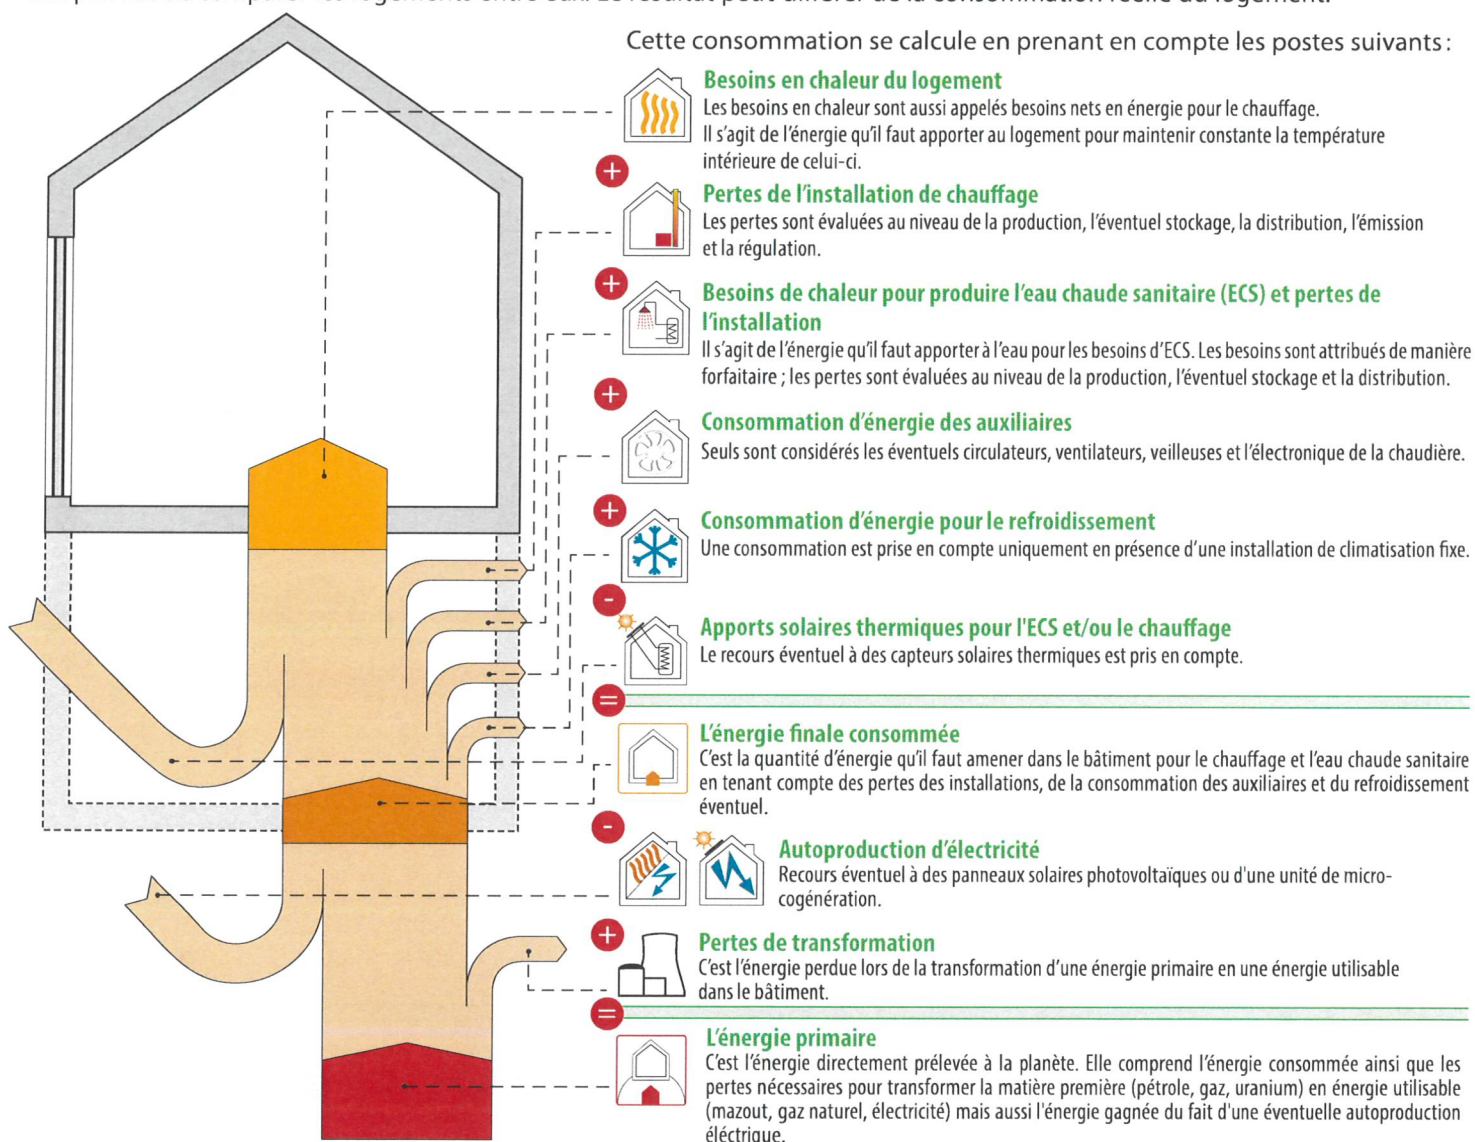 Cette consommation se calcule en prenant en compte les postes suivants :
Besoins en chaleur du logement
Les besoins en chaleur sont aussi appelés besoins nets en énergie pour le chauffage.
Il s'agit de l'énergie qu'il faut apporter au logement pour maintenir constante la température
intérieure de celui-ci.
+
Pertes de l'installation de chauffage
Les pertes sont évaluées au niveau de la production, l'éventuel stockage, la distribution, l'émission
et la régulation.
+
Besoins de chaleur pour produire l'eau chaude sanitaire (ECS) et pertes de
l'installation
Il s'agit de l'énergie qu'il faut apporter à l'eau pour les besoins d'ECS. Les besoins sont attribués de manière
forfaitaire ; les pertes sont évaluées au niveau de la production, l'éventuel stockage et la distribution.
+
Consommation d'énergie des auxiliaires
Seuls sont considérés les éventuels circulateurs, ventilateurs, veilleuses et l'électronique de la chaudière.
+
Consommation d'énergie pour le refroidissement
Une consommation est prise en compte uniquement en présence d'une installation de climatisation fixe.
-
Apports solaires thermiques pour l'ECS et/ou le chauffage
Le recours éventuel à des capteurs solaires thermiques est pris en compte.
=
L'énergie finale consommée
C'est la quantité d'énergie qu'il faut amener dans le bâtiment pour le chauffage et l'eau chaude sanitaire
en tenant compte des pertes des installations, de la consommation des auxiliaires et du refroidissement
éventuel.
-
Autoproduction d'électricité
Recours éventuel à des panneaux solaires photovoltaïques ou d'une unité de micro-
cogénération.
+
Pertes de transformation
C'est l'énergie perdue lors de la transformation d'une énergie primaire en une énergie utilisable
dans le bâtiment.
=
L'énergie primaire
C'est l'énergie directement prélevée à la planète. Elle comprend l'énergie consommée ainsi que les
pertes nécessaires pour transformer la matière première (pétrole, gaz, uranium) en énergie utilisable
(mazout, gaz naturel, électricité) mais aussi l'énergie gagnée du fait d'une éventuelle autoproduction
éléctrique.